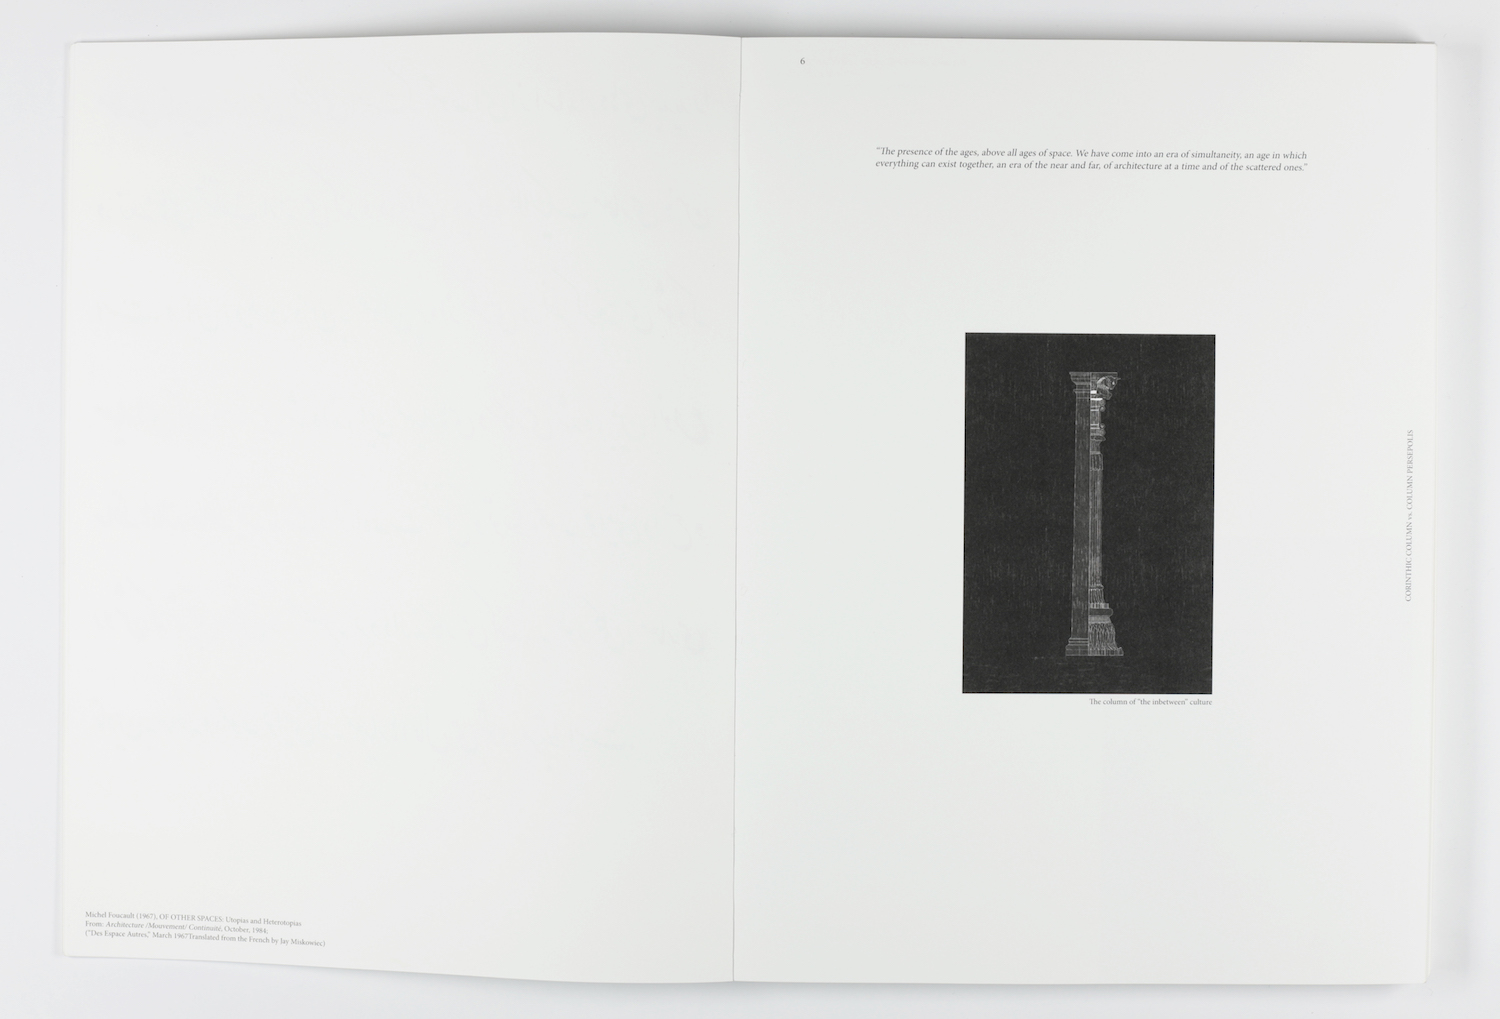 Michel Foucault (1967), OF OTHER SPACES: Utopias and Heterotopias
From: Architecture /Mouvement/ Continuité, October, 1984;
("Des Espace Autres," March 1967Translated from the French by Jay Miskowiec)
6
"The presence of the ages, above all ages of space. We have come into an era of simultaneity, an age in which
everything can exist together, an era of the near and far, of architecture at a time and of the scattered ones."
The column of "the inbetween" culture
CORINTHIC COLUMN vs. COLUMN PERSEPOLIS